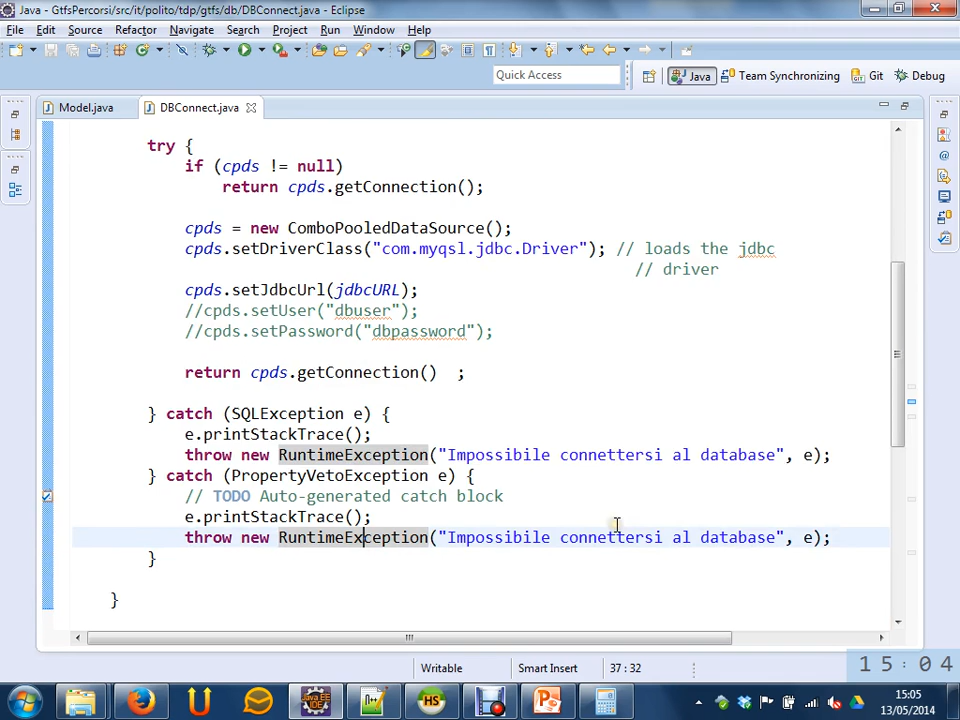 Java - GtfsPercorsi/src/it/polito/tdp/gtfs/db/DBConnect.java - Eclipse
File Edit Source Refactor Navigate Search Project Run Window Help
Quick Access
Java Team Synchronizing Git Debug
Model.java DBConnect.java
try {
if (cpds != null)
return cpds.getConnection();
cpds = new ComboPooledDataSource();
cpds.setDriverClass("com.myqsl.jdbc.Driver"); // loads the jdbc
// driver
cpds.setJdbcUrl(jdbcURL);
//cpds.setUser("dbuser");
//cpds.setPassword("dbpassword");
return cpds.getConnection() ;
} catch (SQLException e) {
e.printStackTrace();
throw new RuntimeException("Impossibile connettersi al database", e);
} catch (PropertyVetoException e) {
// TODO Auto-generated catch block
e.printStackTrace();
throw new RuntimeException("Impossibile connettersi al database", e);
}
}
Writable Smart Insert 37 : 32
15:04
15:05
13/05/2014